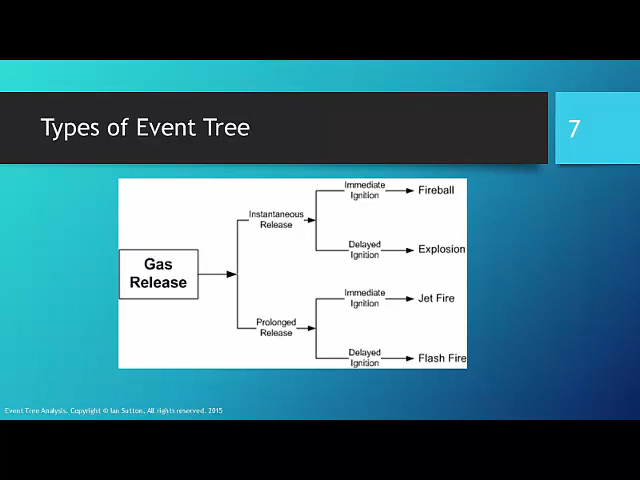 Types of Event Tree
7
Immediate
Ignition
Fireball
Instantaneous
Release
Delayed
Ignition
Explosion
Gas
Release
Immediate
Ignition
Jet Fire
Prolonged
Release
Delayed
Ignition
Flash Fire
Event Tree Analysis. Copyright © Ian Sutton. All rights reserved. 2015